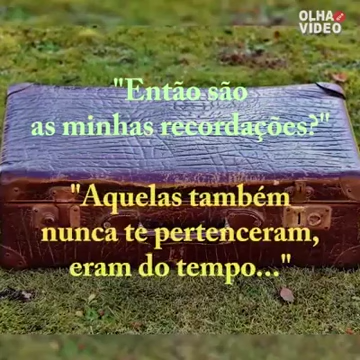 OLHA
VIDEO
"Então são
as minhas recordações?"
"Aquelas também
nunca te pertenceram,
eram do tempo..."